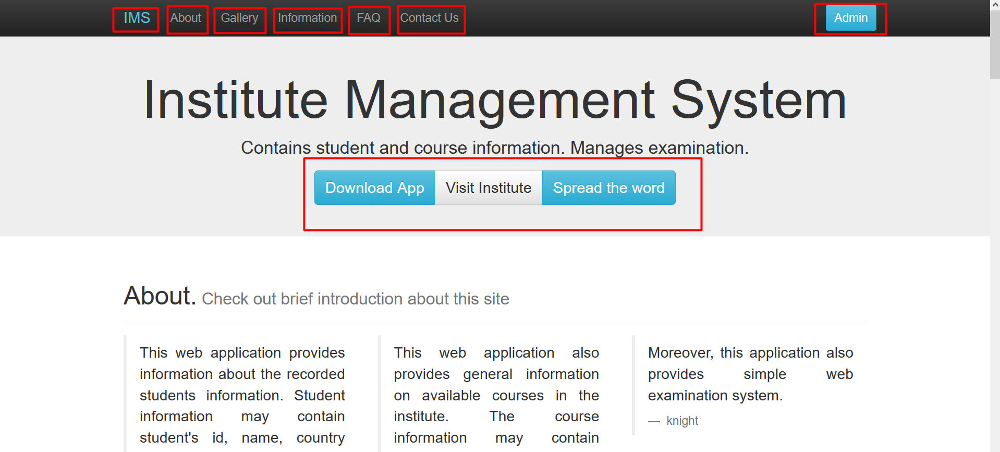 IMS About Gallery Information FAQ Contact Us Admin
Institute Management System
Contains student and course information. Manages examination.
Download App Visit Institute Spread the word
About. Check out brief introduction about this site
This web application provides
information about the recorded
students information. Student
information may contain
student's id, name, country
This web application also
provides general information
on available courses in the
institute. The course
information may contain
Moreover, this application also
provides simple web
examination system.
— knight